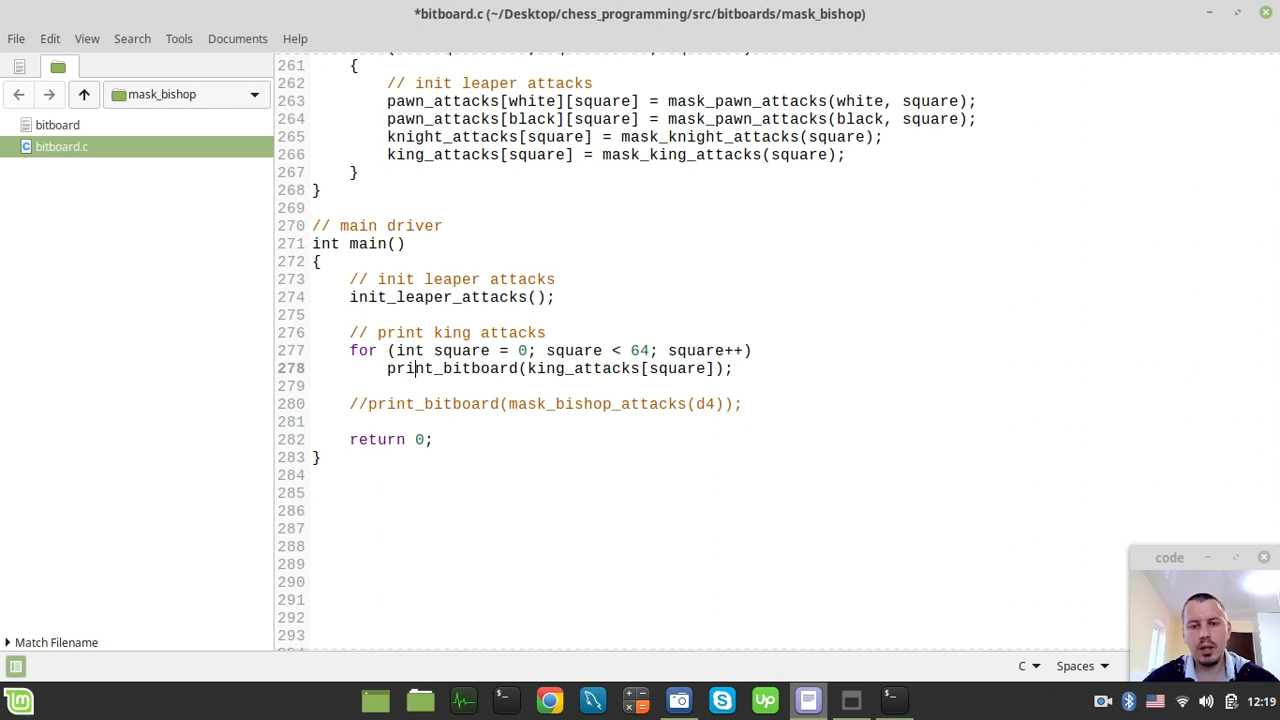 *bitboard.c (~/Desktop/chess_programming/src/bitboards/mask_bishop)
File Edit View Search Tools Documents Help
mask_bishop
bitboard
bitboard.c
261 {
262 // init leaper attacks
263 pawn_attacks[white][square] = mask_pawn_attacks(white, square);
264 pawn_attacks[black][square] = mask_pawn_attacks(black, square);
265 knight_attacks[square] = mask_knight_attacks(square);
266 king_attacks[square] = mask_king_attacks(square);
267 }
268 }
269
270 // main driver
271 int main()
272 {
273 // init leaper attacks
274 init_leaper_attacks();
275
276 // print king attacks
277 for (int square = 0; square < 64; square++)
278 print_bitboard(king_attacks[square]);
279
280 //print_bitboard(mask_bishop_attacks(d4));
281
282 return 0;
283 }
284
285
286
287
288
289
290
291
292
293
code
Match Filename
C Spaces
Up
12:19